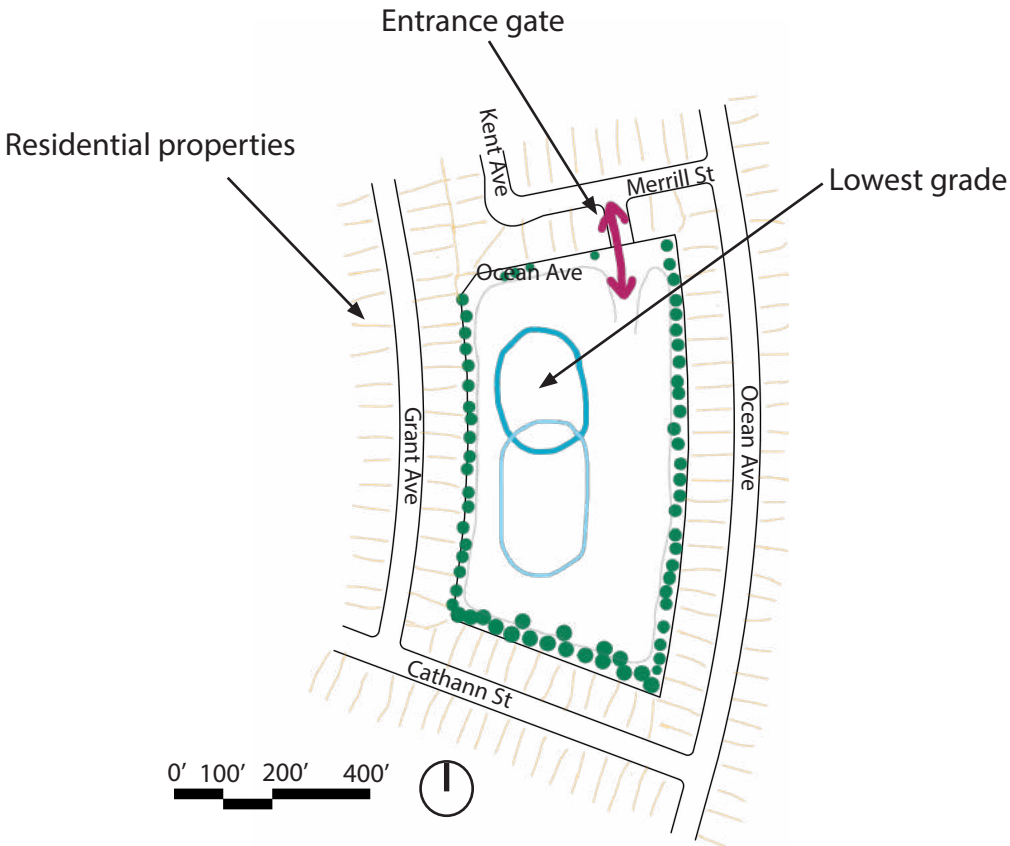 Entrance gate
Kent Ave
Residential properties
Merrill St
Lowest grade
Ocean Ave
Grant Ave
Ocean Ave
Cathann St
0’ 100’ 200’ 400’